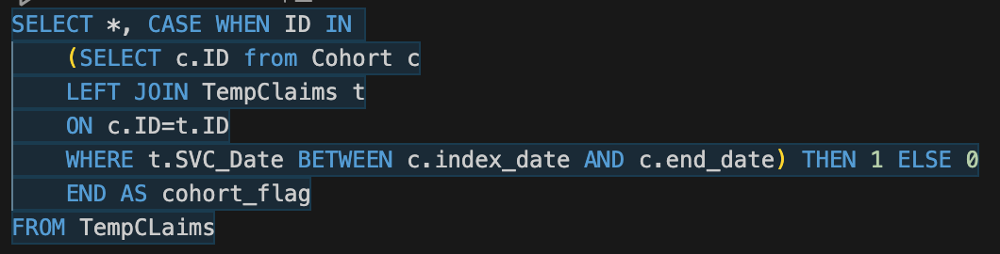 SELECT *, CASE WHEN ID IN
(SELECT c.ID from Cohort c
LEFT JOIN TempClaims t
ON c.ID=t.ID
WHERE t.SVC_Date BETWEEN c.index_date AND c.end_date) THEN 1 ELSE 0
END AS cohort_flag
FROM TempCLaims